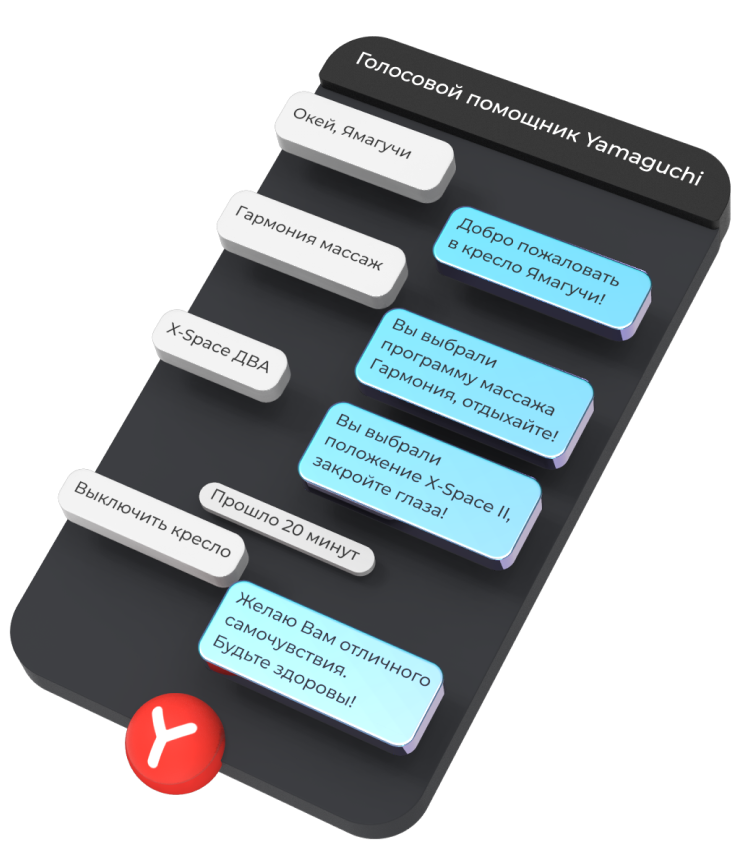 Голосовой помощник Yamaguchi
Окей, Ямагучи
Добро пожаловать
в кресло Ямагучи!
Гармония массаж
Вы выбрали
программу массажа
Гармония, отдыхайте!
X-Space ДВА
Вы выбрали
положение X-Space II,
закройте глаза!
Прошло 20 минут
Выключить кресло
Желаю Вам отличного
самочувствия.
Будьте здоровы!
Y